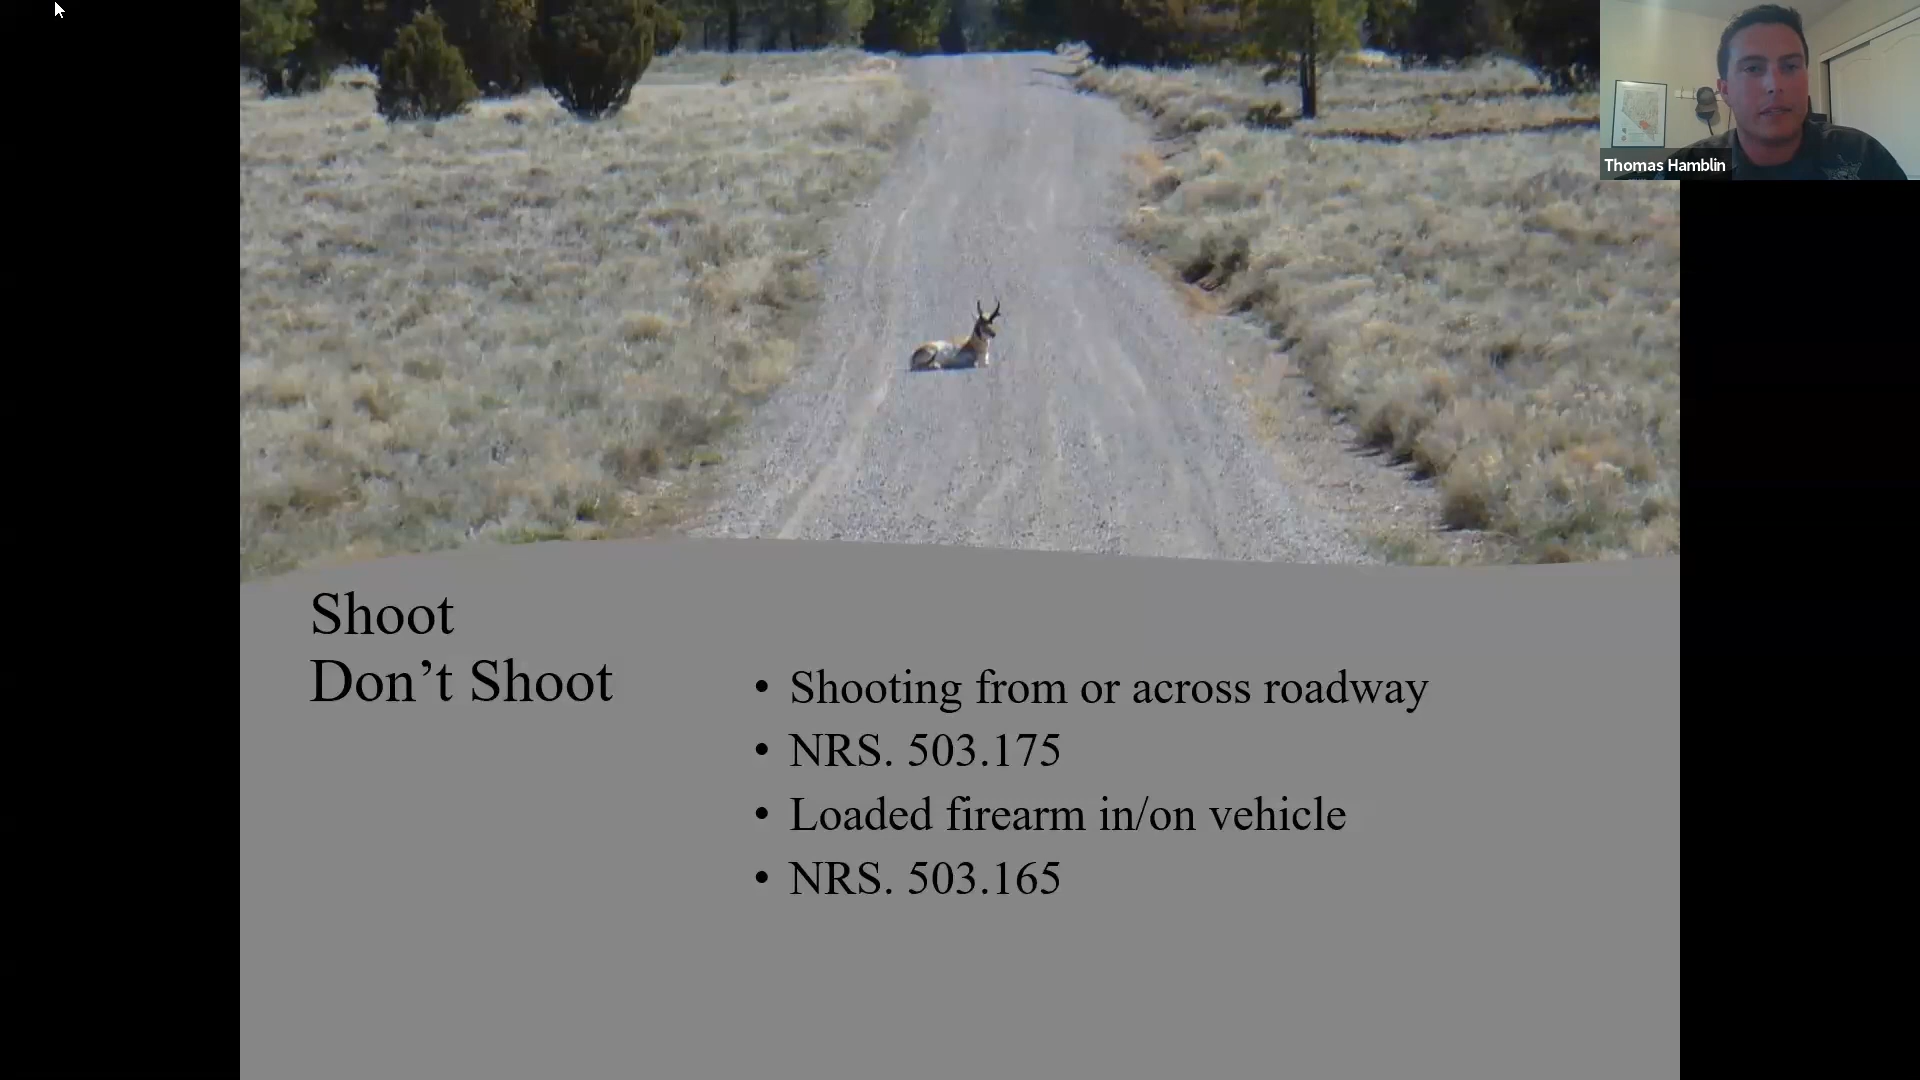 Thomas Hamblin
Shoot
Don’t Shoot
• Shooting from or across roadway
• NRS. 503.175
• Loaded firearm in/on vehicle
• NRS. 503.165